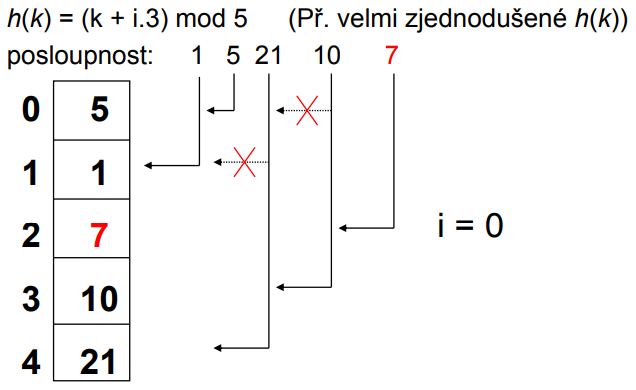 h(k) = (k + i.3) mod 5 (Př. velmi zjednodušené h(k))
posloupnost: 1 5 21 10 7
0 5
1 1
2 7
i = 0
3 10
4 21